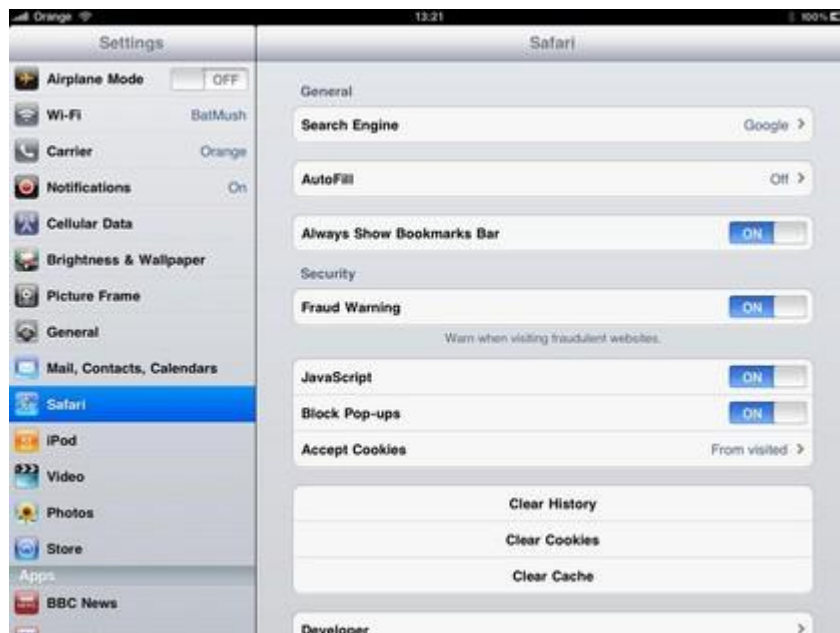 Orange
13:21
100%
Settings
Airplane Mode OFF
Wi-Fi BatMush
Carrier Orange
Notifications On
Cellular Data
Brightness & Wallpaper
Picture Frame
General
Mail, Contacts, Calendars
Safari
iPod
Video
Photos
Store
Apps
BBC News
Safari
General
Search Engine Google
AutoFill Off
Always Show Bookmarks Bar ON
Security
Fraud Warning ON
Warn when visiting fraudulent websites.
JavaScript ON
Block Pop-ups ON
Accept Cookies From visited
Clear History
Clear Cookies
Clear Cache
Developer